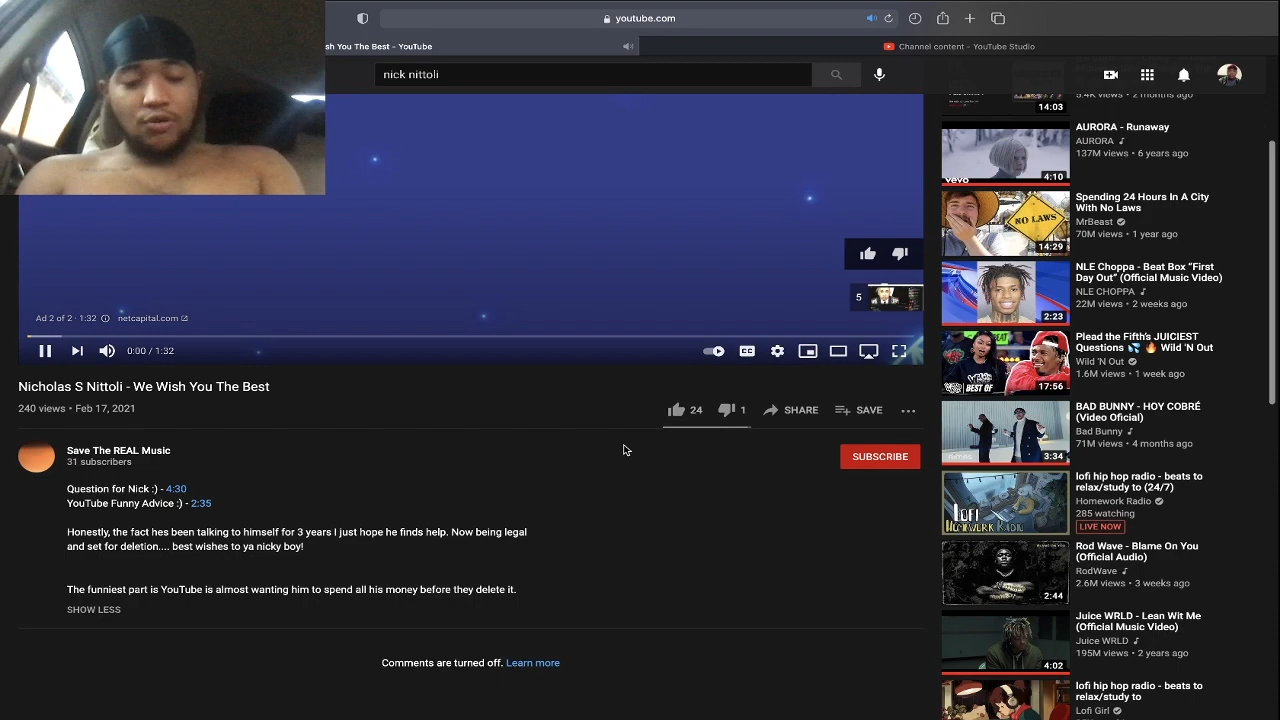 youtube.com
sh You The Best - YouTube
Channel content - YouTube Studio
nick nittoli
Ad 2 of 2 · 1:32
netcapital.com
5
0:00 / 1:32
CC
Nicholas S Nittoli - We Wish You The Best
240 views • Feb 17, 2021
24
1
SHARE
SAVE
Save The REAL Music
31 subscribers
SUBSCRIBE
Question for Nick :) - 4:30
YouTube Funny Advice :) - 2:35
Honestly, the fact hes been talking to himself for 3 years I just hope he finds help. Now being legal
and set for deletion.... best wishes to ya nicky boy!
The funniest part is YouTube is almost wanting him to spend all his money before they delete it.
SHOW LESS
Comments are turned off. Learn more
14:03
5.4K views • 2 months ago
vevo
4:10
AURORA - Runaway
AURORA
137M views • 6 years ago
NO LAWS
14:29
Spending 24 Hours In A City
With No Laws
MrBeast
70M views • 1 year ago
2:23
NLE Choppa - Beat Box “First
Day Out” (Official Music Video)
NLE CHOPPA
22M views • 2 weeks ago
BEST OF
17:56
Plead the Fifth's JUICIEST
Questions 💦 🔥 Wild 'N Out
Wild 'N Out
1.6M views • 1 week ago
3:34
BAD BUNNY - HOY COBRÉ
(Video Oficial)
Bad Bunny
71M views • 4 months ago
LOFI
HOMEWORK RADIO
lofi hip hop radio - beats to
relax/study to (24/7)
Homework Radio
285 watching
LIVE NOW
2:44
Rod Wave - Blame On You
(Official Audio)
RodWave
2.6M views • 3 weeks ago
4:02
Juice WRLD - Lean Wit Me
(Official Music Video)
Juice WRLD
195M views • 2 years ago
lofi hip hop radio - beats to
relax/study to
Lofi Girl